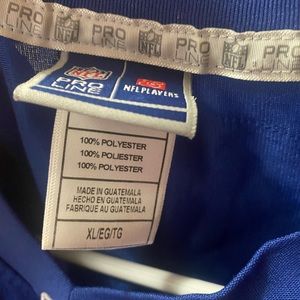 PRO LINE NFL PRO LINE NFL PRO LINE
NFL
PRO
LINE
NFL PLAYERS
100% POLYESTER
100% POLIESTER
100% POLYESTER
MADE IN GUATEMALA
HECHO EN GUATEMALA
FABRIQUE AU GUATEMALA
XL/EG/TG